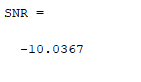 SNR =
-10.0367